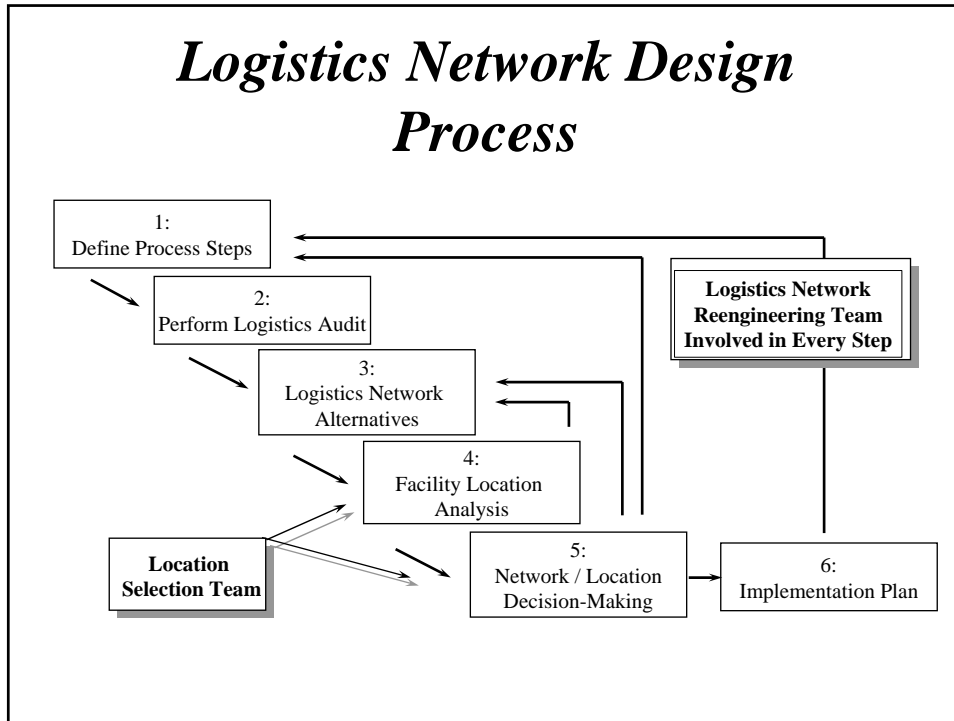 Logistics Network Design
Process
1:
Define Process Steps
2:
Perform Logistics Audit
3:
Logistics Network
Alternatives
4:
Facility Location
Analysis
5:
Network / Location
Decision-Making
6:
Implementation Plan
Logistics Network
Reengineering Team
Involved in Every Step
Location
Selection Team